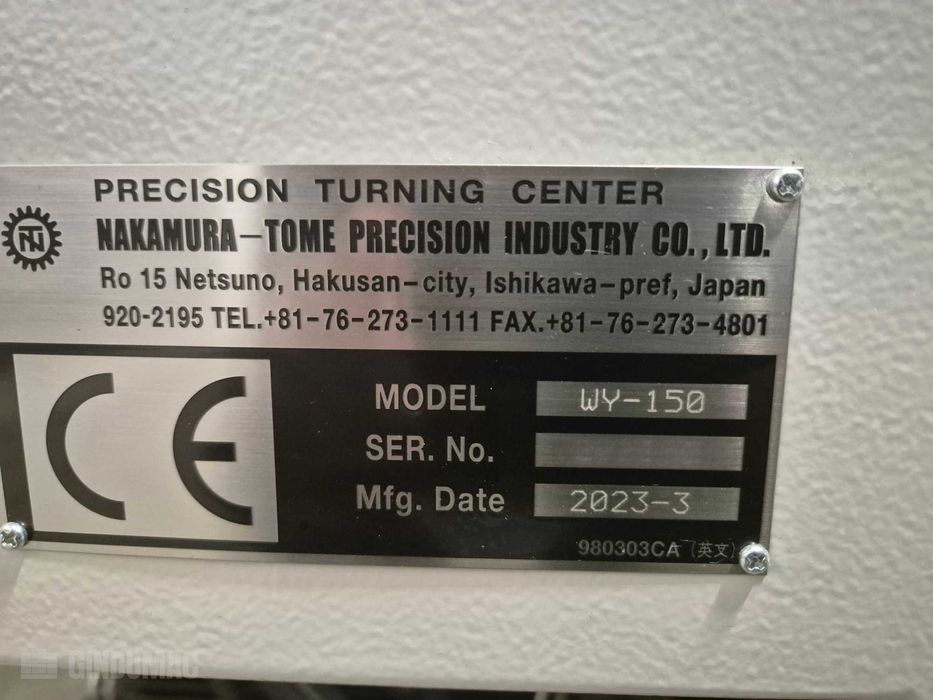 PRECISION TURNING CENTER
NAKAMURA-TOME PRECISION INDUSTRY CO., LTD.
Ro 15 Netsuno, Hakusan-city, Ishikawa-pref, Japan
920-2195 TEL.+81-76-273-1111 FAX.+81-76-273-4801
CE
MODEL WY-150
SER. No.
Mfg. Date 2023-3
980303CA (英文)
GINDUMAC